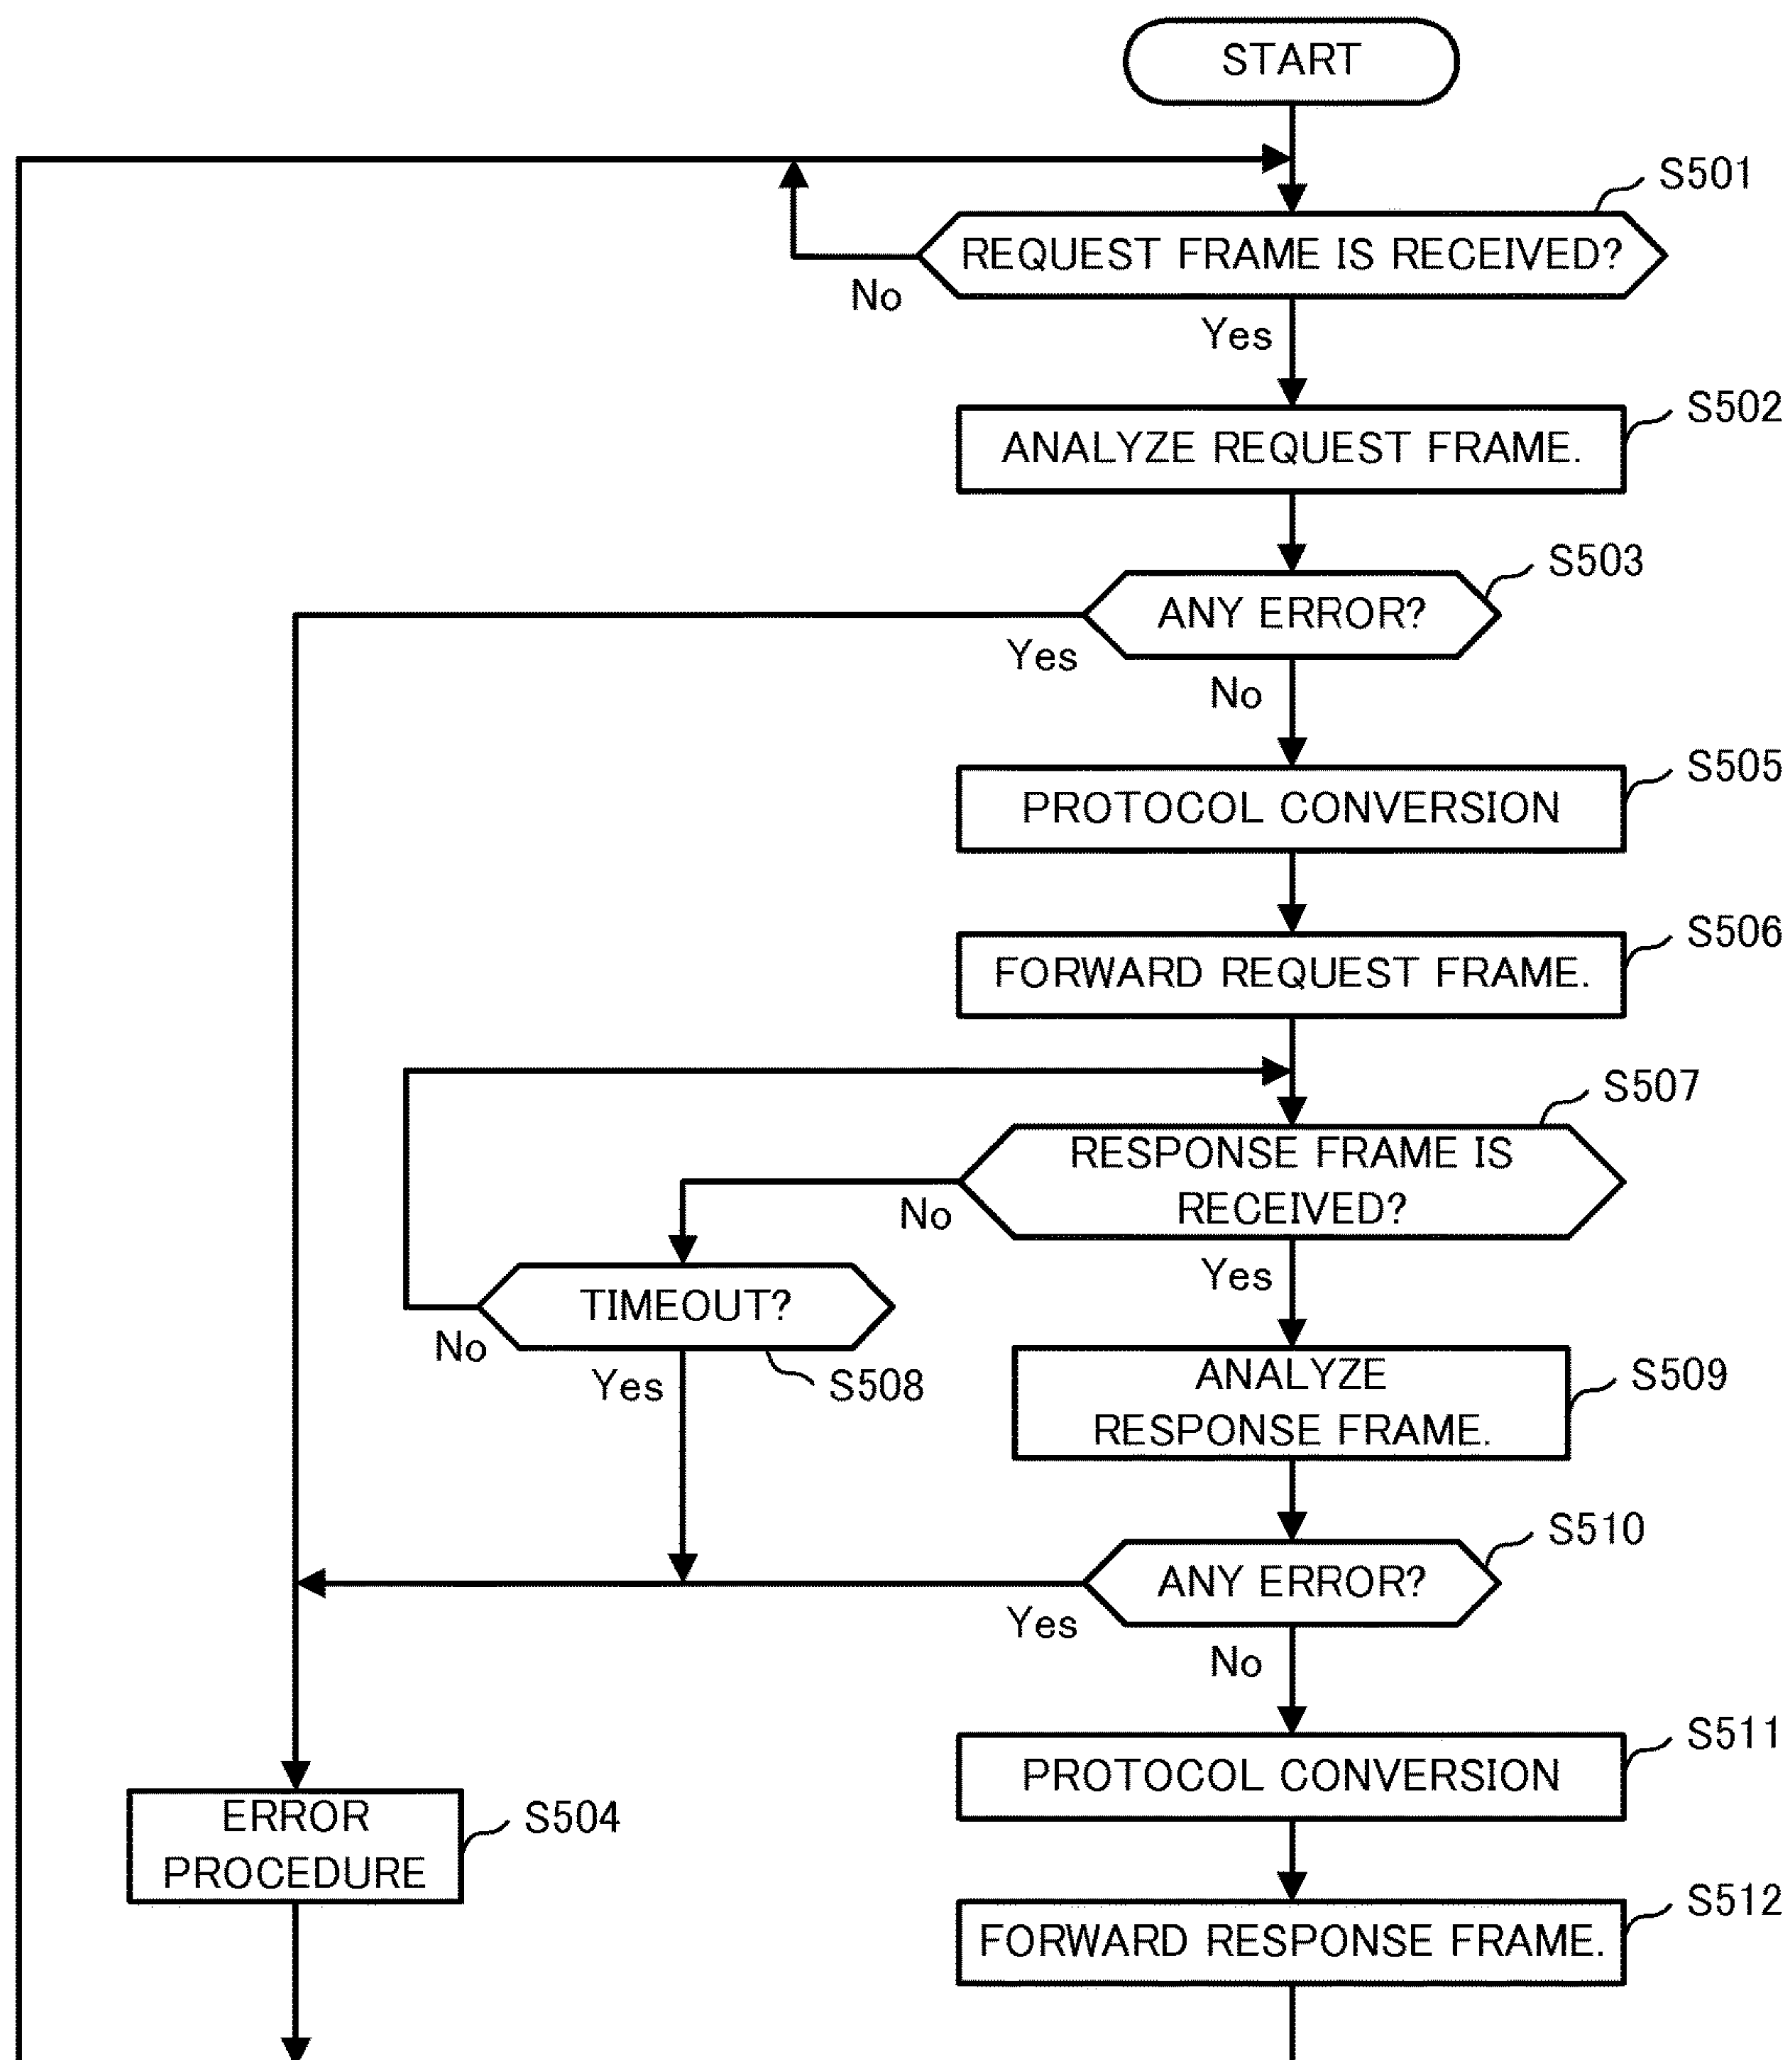 START
S501
REQUEST FRAME IS RECEIVED?
No
Yes
S502
ANALYZE REQUEST FRAME.
S503
ANY ERROR?
Yes
No
S505
PROTOCOL CONVERSION
S506
FORWARD REQUEST FRAME.
S507
RESPONSE FRAME IS
RECEIVED?
No
Yes
TIMEOUT?
No
Yes
S508
S509
ANALYZE
RESPONSE FRAME.
S510
ANY ERROR?
Yes
No
S511
PROTOCOL CONVERSION
ERROR
PROCEDURE
S504
S512
FORWARD RESPONSE FRAME.